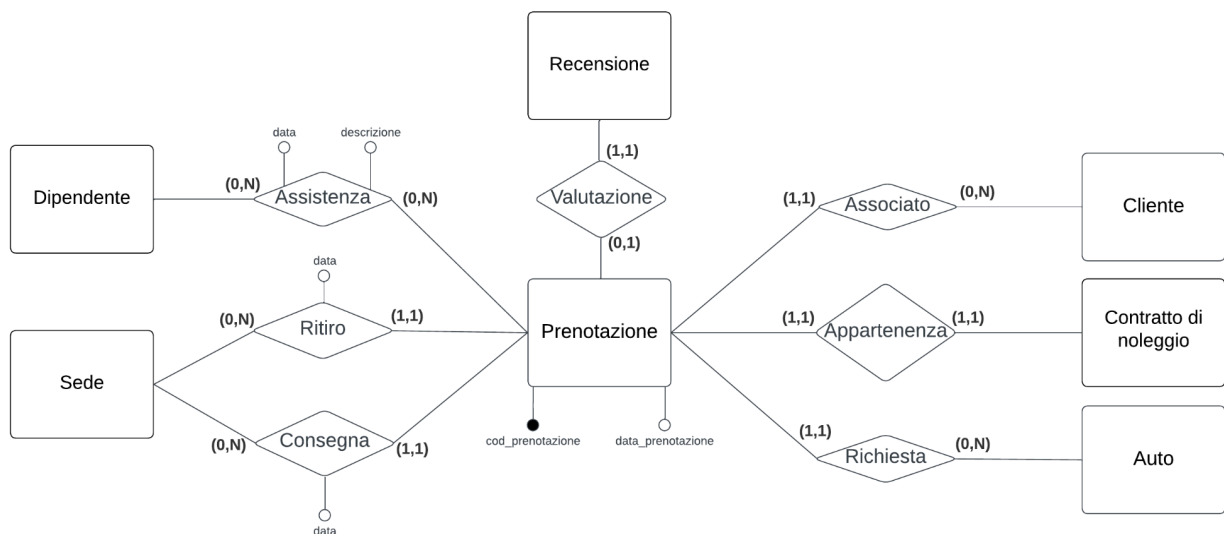 Recensione
data
descrizione
(1,1)
Dipendente
(0,N)
Assistenza
(0,N)
Valutazione
(1,1)
Associato
(0,N)
Cliente
(0,1)
data
Sede
(0,N)
Ritiro
(1,1)
Prenotazione
(1,1)
Appartenenza
(1,1)
Contratto di
noleggio
(0,N)
Consegna
(1,1)
cod_prenotazione
data_prenotazione
(1,1)
Richiesta
(0,N)
Auto
data